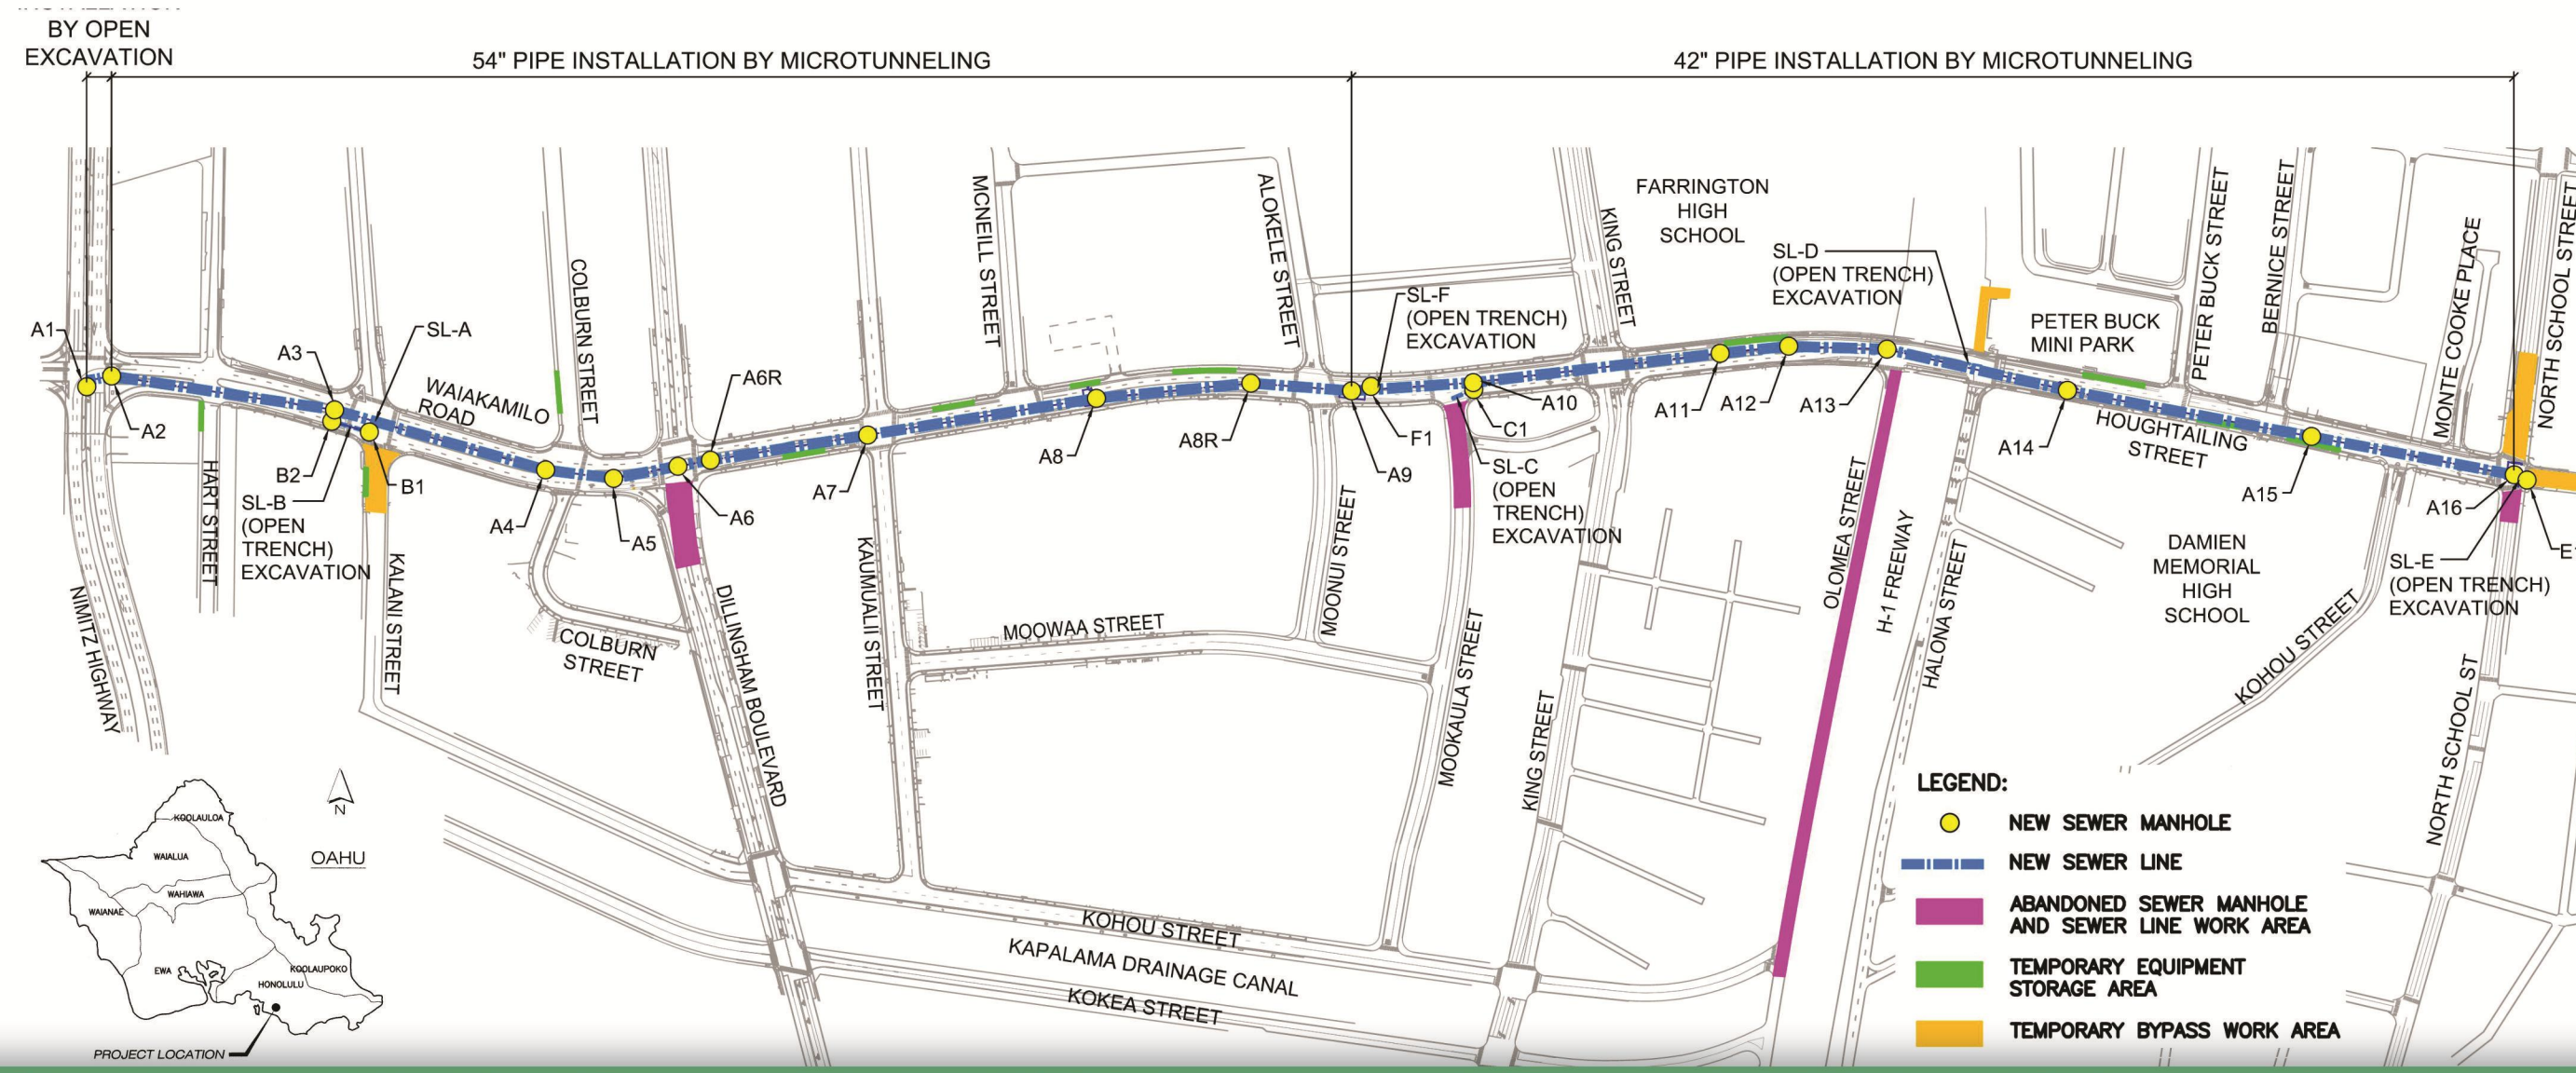 BY OPEN
EXCAVATION
54" PIPE INSTALLATION BY MICROTUNNELING
42" PIPE INSTALLATION BY MICROTUNNELING
A1
A2
A3
B2
SL-A
SL-B
(OPEN
TRENCH)
EXCAVATION
B1
WAIAKAMILO
ROAD
A4
A5
A6
A6R
A7
A8
A8R
A9
SL-F
(OPEN TRENCH)
EXCAVATION
F1
A10
C1
SL-C
(OPEN
TRENCH)
EXCAVATION
FARRINGTON
HIGH
SCHOOL
A11
A12
A13
SL-D
(OPEN TRENCH)
EXCAVATION
PETER BUCK
MINI PARK
A14
HOUGHTAILING
STREET
A15
A16
SL-E
(OPEN TRENCH)
EXCAVATION
DAMIEN
MEMORIAL
HIGH
SCHOOL
NIMITZ HIGHWAY
HART STREET
KALANI STREET
COLBURN STREET
COLBURN
STREET
DILLINGHAM BOULEVARD
KAUMUALII STREET
MCNEILL STREET
MOOWAA STREET
ALOKELE STREET
MOONUI STREET
MOOKAULA STREET
KING STREET
KING STREET
OLOMEA STREET
H-1 FREEWAY
HALONA STREET
PETER BUCK STREET
BERNICE STREET
MONTE COOKE PLACE
NORTH SCHOOL STREET
KOHOU STREET
NORTH SCHOOL ST
KOHOU STREET
KAPALAMA DRAINAGE CANAL
KOKEA STREET
N
OAHU
KOOLAULOA
WAIALUA
WAHIAWA
WAIANAE
EWA
KOOLAUPOKO
HONOLULU
PROJECT LOCATION
LEGEND:
NEW SEWER MANHOLE
NEW SEWER LINE
ABANDONED SEWER MANHOLE
AND SEWER LINE WORK AREA
TEMPORARY EQUIPMENT
STORAGE AREA
TEMPORARY BYPASS WORK AREA